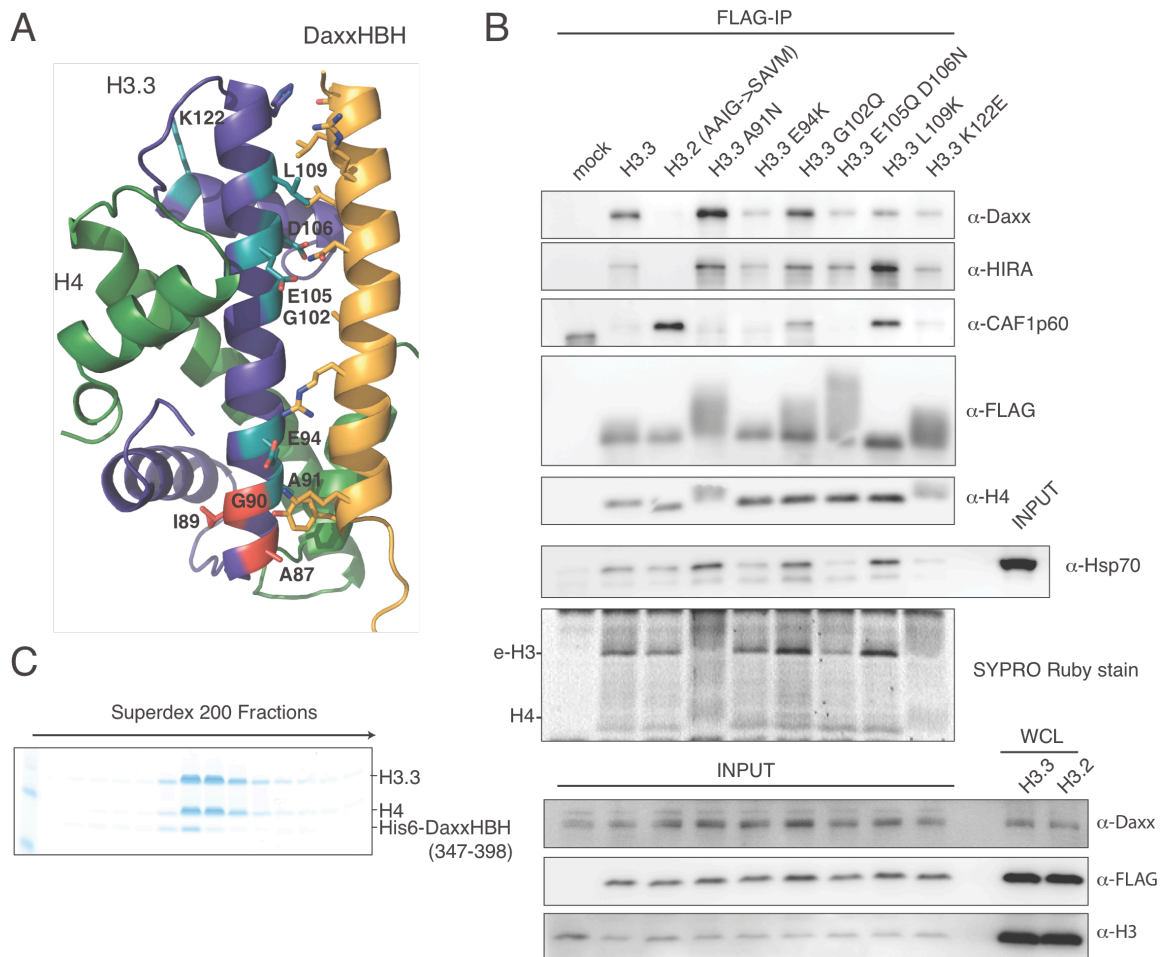 A
DaxxHBH
H3.3
K122
L109
D106
H4
E105
G102
E94
A91
G90
I89
A87
B
FLAG-IP
mock
H3.3
H3.2 (AAIG->SAVM)
H3.3 A91N
H3.3 E94K
H3.3 G102Q
H3.3 E105Q D106N
H3.3 L109K
H3.3 K122E
α-Daxx
α-HIRA
α-CAF1p60
α-FLAG
α-H4
INPUT
α-Hsp70
e-H3
SYPRO Ruby stain
H4
WCL
INPUT
H3.3
H3.2
α-Daxx
α-FLAG
α-H3
C
Superdex 200 Fractions
H3.3
H4
His6-DaxxHBH
(347-398)